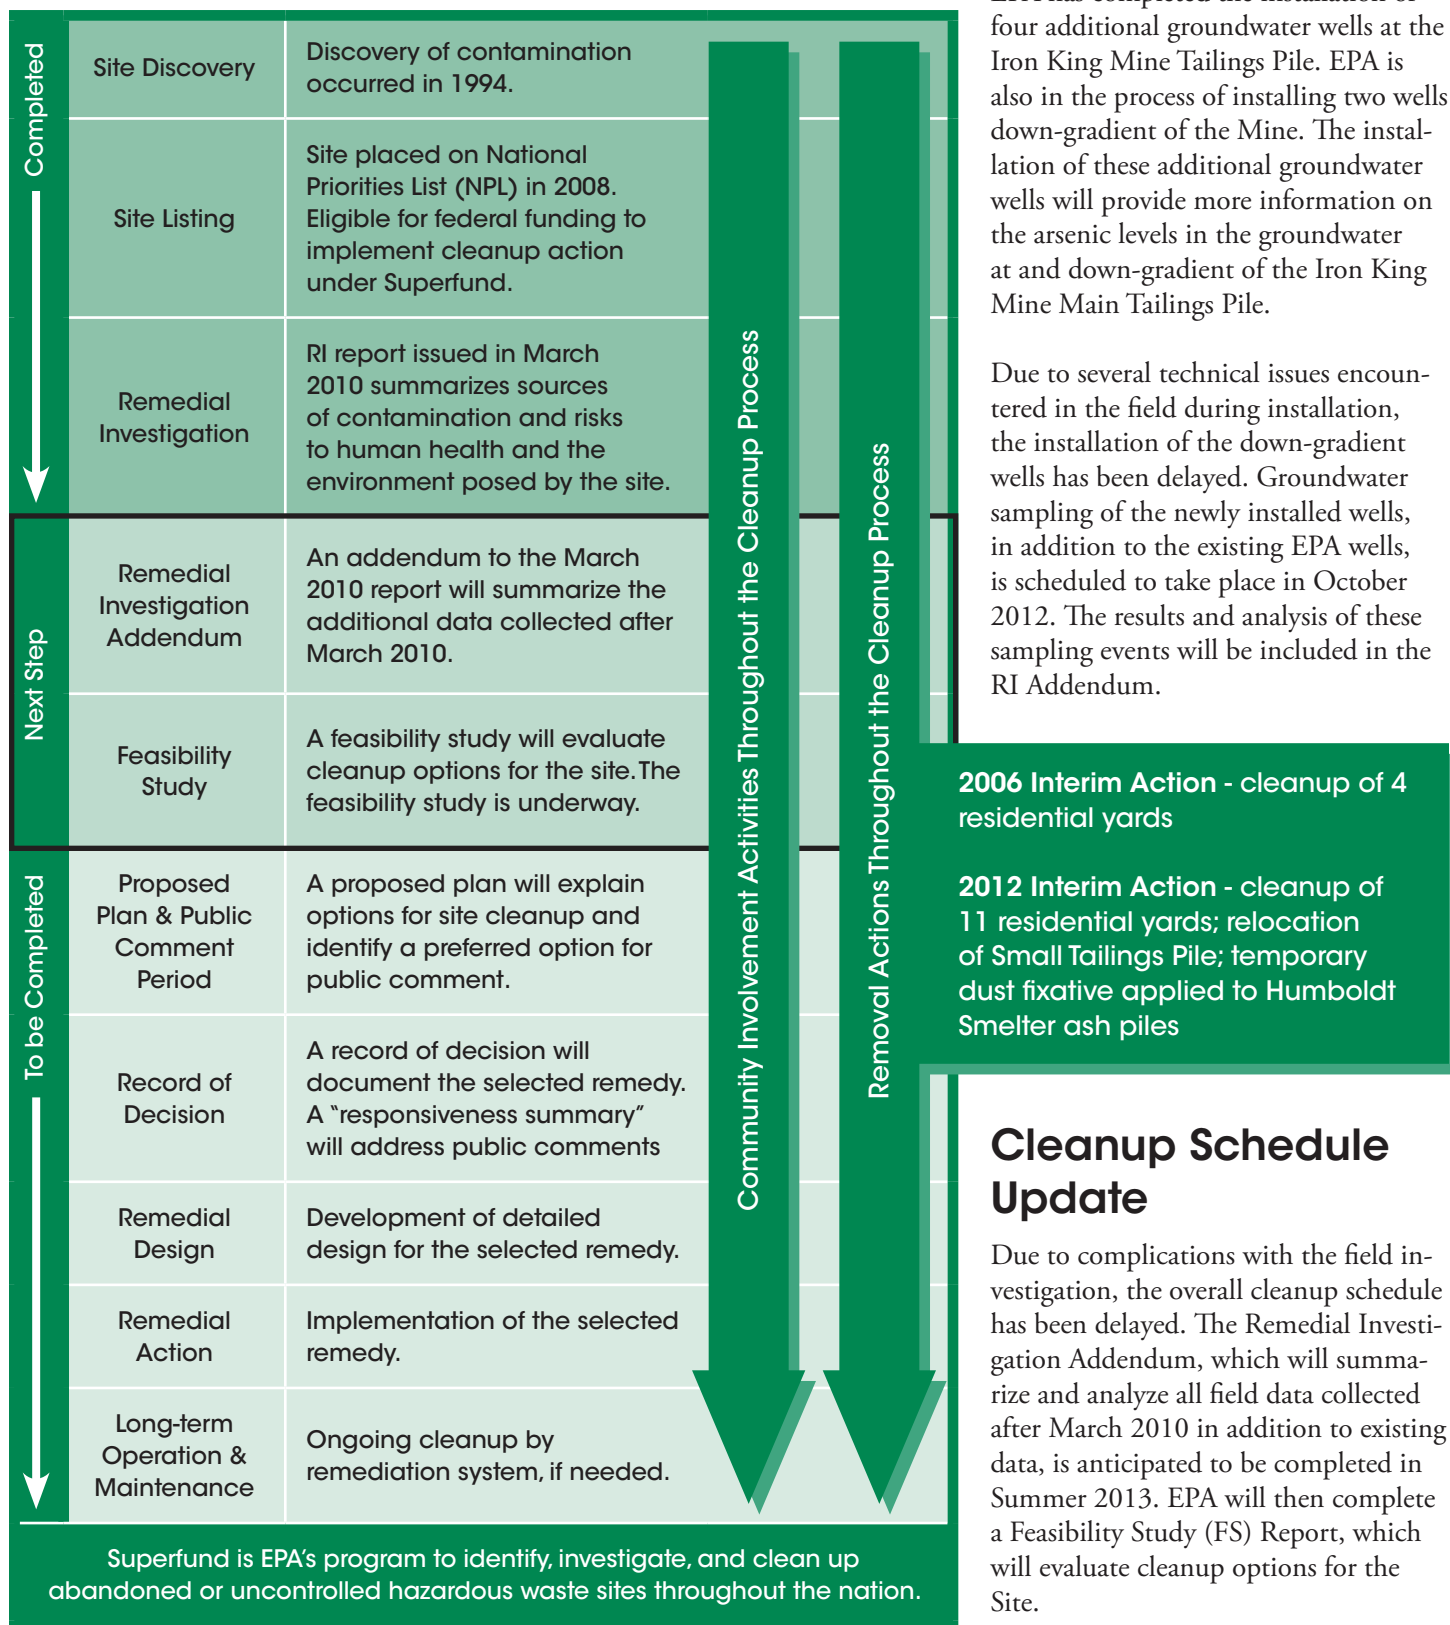 Completed
Site Discovery
Discovery of contamination
occurred in 1994.
Site Listing
Site placed on National
Priorities List (NPL) in 2008.
Eligible for federal funding to
implement cleanup action
under Superfund.
Remedial
Investigation
RI report issued in March
2010 summarizes sources
of contamination and risks
to human health and the
environment posed by the site.
Next Step
Remedial
Investigation
Addendum
An addendum to the March
2010 report will summarize the
additional data collected after
March 2010.
Feasibility
Study
A feasibility study will evaluate
cleanup options for the site. The
feasibility study is underway.
To be Completed
Proposed
Plan & Public
Comment
Period
A proposed plan will explain
options for site cleanup and
identify a preferred option for
public comment.
Record of
Decision
A record of decision will
document the selected remedy.
A “responsiveness summary”
will address public comments
Remedial
Design
Development of detailed
design for the selected remedy.
Remedial
Action
Implementation of the selected
remedy.
Long-term
Operation &
Maintenance
Ongoing cleanup by
remediation system, if needed.
Community Involvement Activities Throughout the Cleanup Process
Removal Actions Throughout the Cleanup Process
Superfund is EPA’s program to identify, investigate, and clean up
abandoned or uncontrolled hazardous waste sites throughout the nation.
EPA has completed the installation of
four additional groundwater wells at the
Iron King Mine Tailings Pile. EPA is
also in the process of installing two wells
down-gradient of the Mine. The instal-
lation of these additional groundwater
wells will provide more information on
the arsenic levels in the groundwater
at and down-gradient of the Iron King
Mine Main Tailings Pile.
Due to several technical issues encoun-
tered in the field during installation,
the installation of the down-gradient
wells has been delayed. Groundwater
sampling of the newly installed wells,
in addition to the existing EPA wells,
is scheduled to take place in October
2012. The results and analysis of these
sampling events will be included in the
RI Addendum.
2006 Interim Action - cleanup of 4
residential yards
2012 Interim Action - cleanup of
11 residential yards; relocation
of Small Tailings Pile; temporary
dust fixative applied to Humboldt
Smelter ash piles
Cleanup Schedule
Update
Due to complications with the field in-
vestigation, the overall cleanup schedule
has been delayed. The Remedial Investi-
gation Addendum, which will summa-
rize and analyze all field data collected
after March 2010 in addition to existing
data, is anticipated to be completed in
Summer 2013. EPA will then complete
a Feasibility Study (FS) Report, which
will evaluate cleanup options for the
Site.